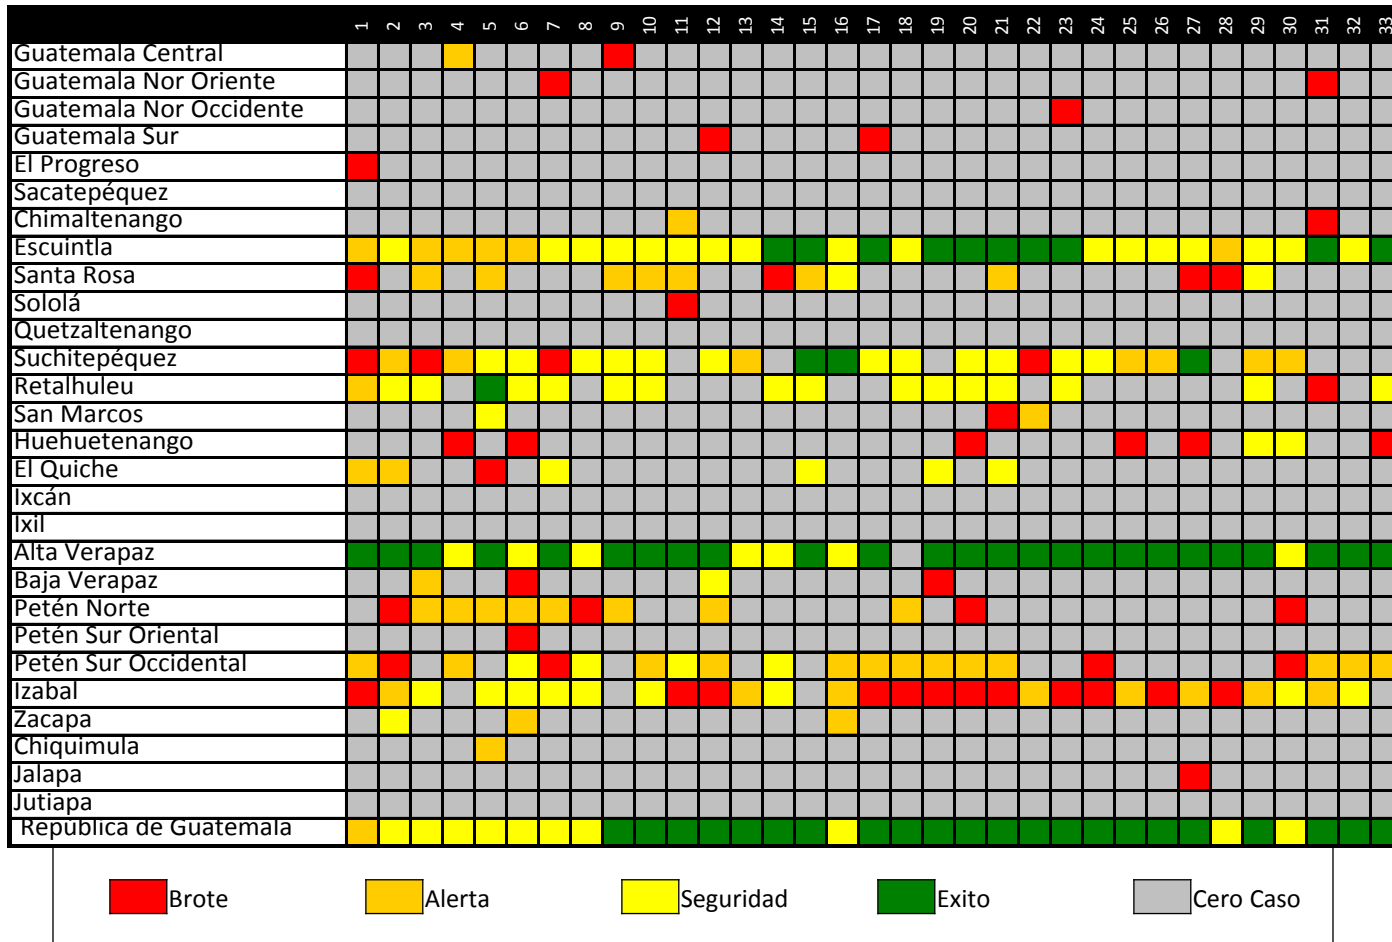 1 2 3 4 5 6 7 8 9 10 11 12 13 14 15 16 17 18 19 20 21 22 23 24 25 26 27 28 29 30 31 32 33
Guatemala Central
Guatemala Nor Oriente
Guatemala Nor Occidente
Guatemala Sur
El Progreso
Sacatepéquez
Chimaltenango
Escuintla
Santa Rosa
Sololá
Quetzaltenango
Suchitepéquez
Retalhuleu
San Marcos
Huehuetenango
El Quiche
Ixcán
Ixil
Alta Verapaz
Baja Verapaz
Petén Norte
Petén Sur Oriental
Petén Sur Occidental
Izabal
Zacapa
Chiquimula
Jalapa
Jutiapa
República de Guatemala
Brote Alerta Seguridad Exito Cero Caso